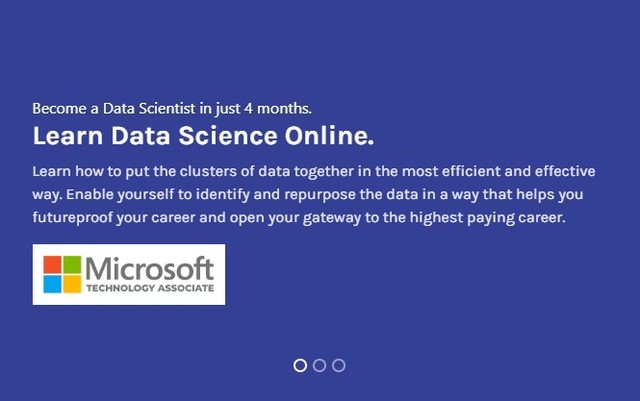 Become a Data Scientist in just 4 months.
Learn Data Science Online.
Learn how to put the clusters of data together in the most efficient and effective
way. Enable yourself to identify and repurpose the data in a way that helps you
futureproof your career and open your gateway to the highest paying career.
Microsoft
TECHNOLOGY ASSOCIATE